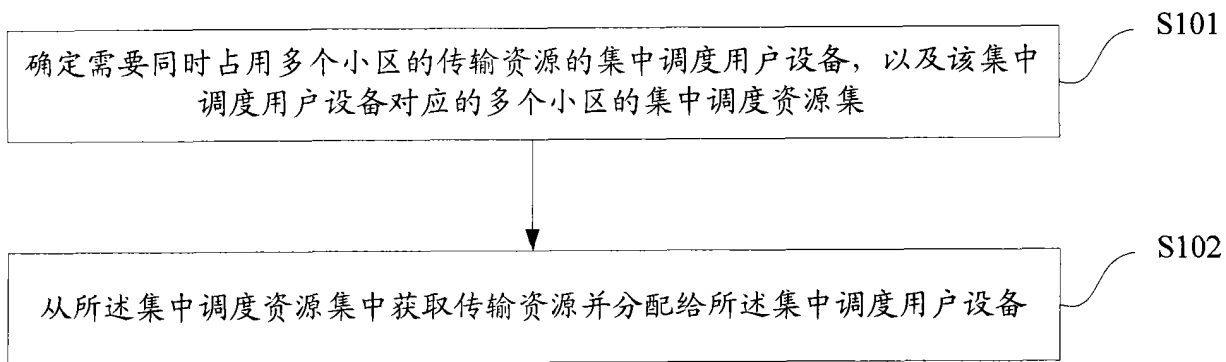 S101
确定需要同时占用多个小区的传输资源的集中调度用户设备，以及该集中
调度用户设备对应的多个小区的集中调度资源集
S102
从所述集中调度资源集中获取传输资源并分配给所述集中调度用户设备